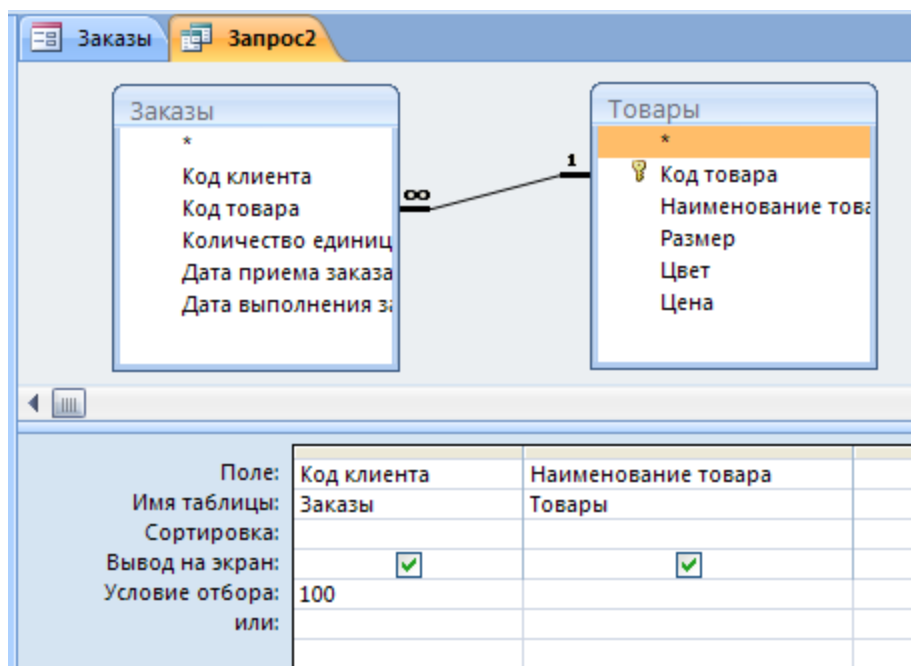 Заказы Запрос2
Заказы
*
Код клиента
Код товара
Количество единиц
Дата приема заказа
Дата выполнения за
∞
1
Товары
*
Код товара
Наименование това
Размер
Цвет
Цена
Поле: Код клиента Наименование товара
Имя таблицы: Заказы Товары
Сортировка:
Вывод на экран:
Условие отбора: 100
или: